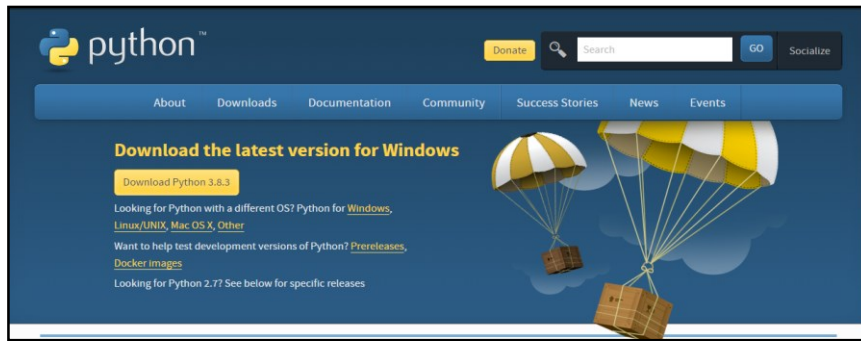 python™
Donate
Search
GO
Socialize
About Downloads Documentation Community Success Stories News Events
Download the latest version for Windows
Download Python 3.8.3
Looking for Python with a different OS? Python for Windows,
Linux/UNIX, Mac OS X, Other
Want to help test development versions of Python? Prereleases,
Docker images
Looking for Python 2.7? See below for specific releases